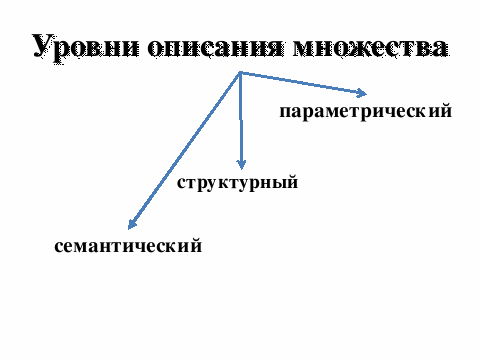 Уровни описания множества
параметрический
структурный
семантический